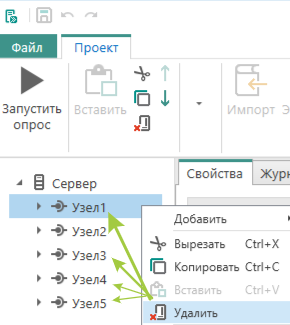 Файл
Проект
Запустить опрос
Вставить
Импорт
Сервер
Узел1
Узел2
Узел3
Узел4
Узел5
Свойства
Добавить
Вырезать Ctrl+X
Копировать Ctrl+C
Вставить Ctrl+V
Удалить